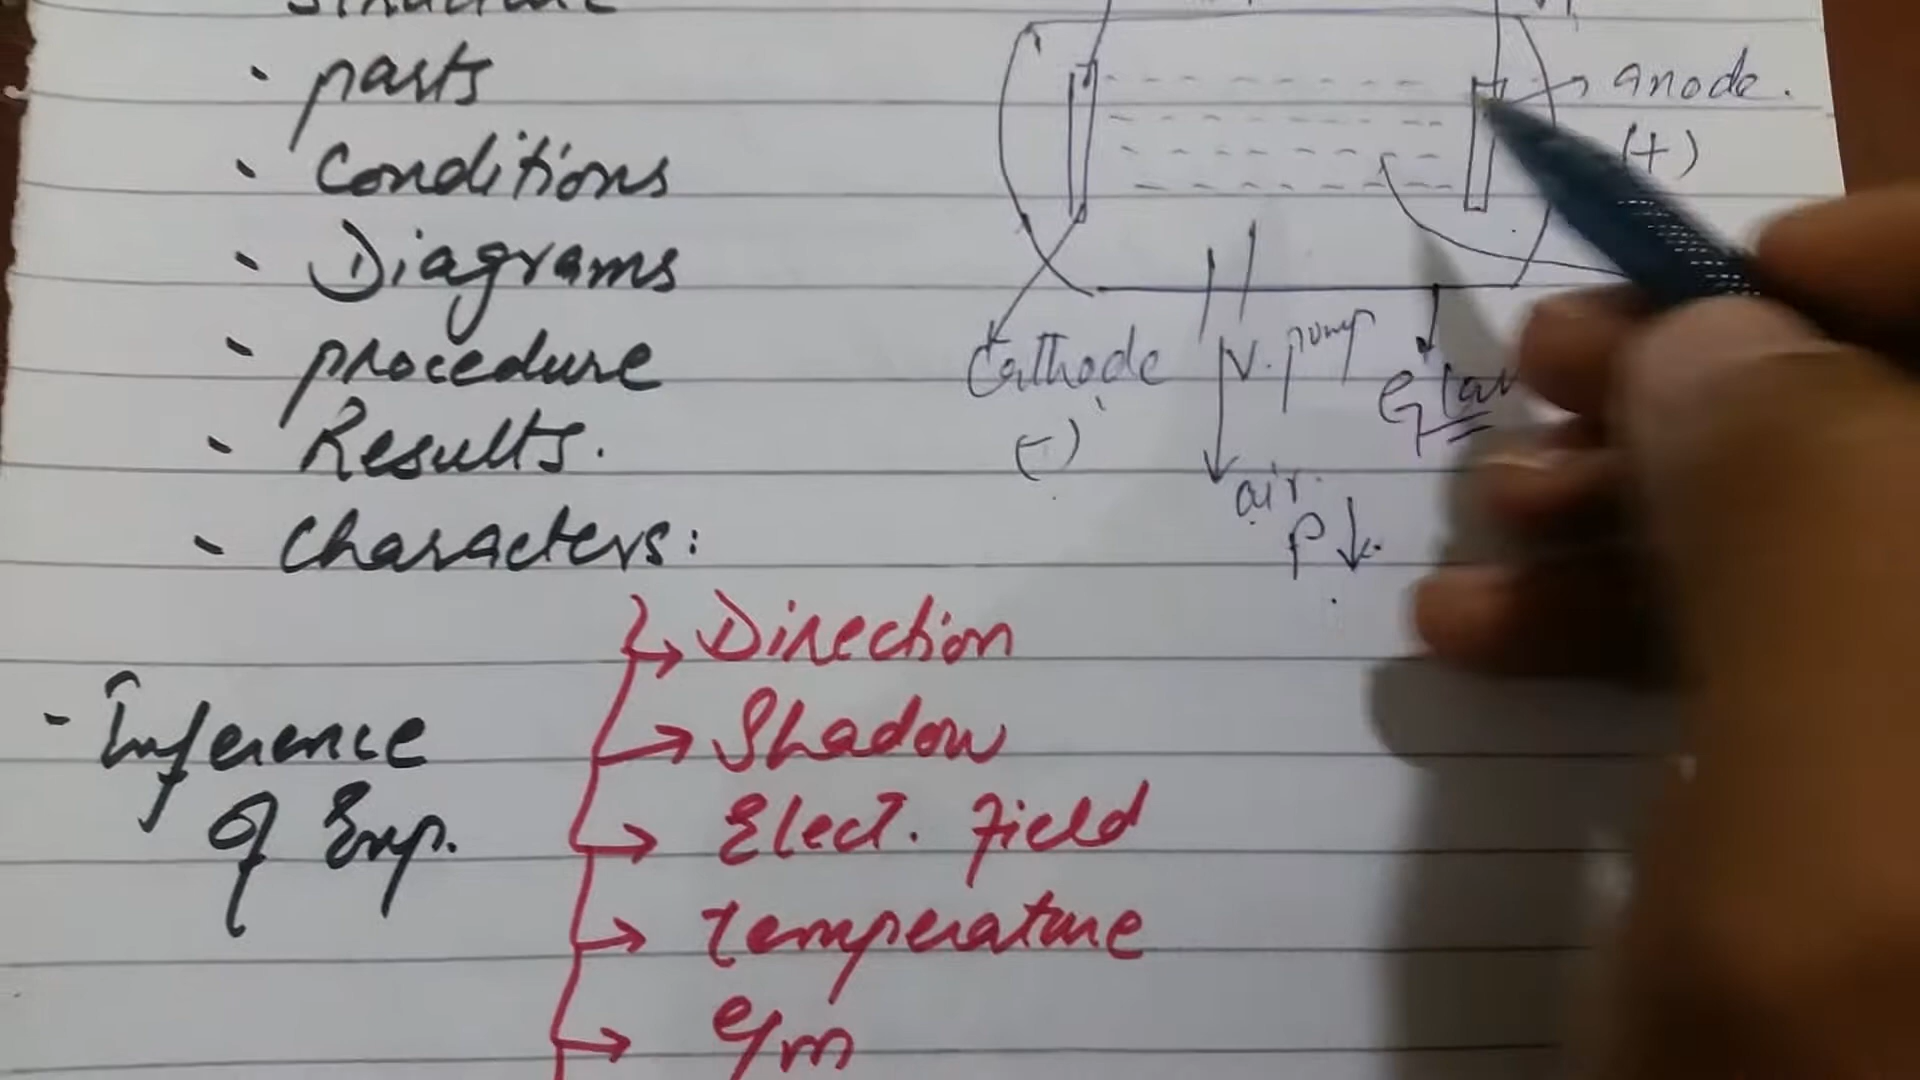 · parts
· Conditions
· Diagrams
· procedure
· Results.
· Characters:
→ Direction
→ Shadow
→ Elect. field
→ temperature
→ e/m
- Inference
of Exp.
→ anode.
(+)
Cathode
(-)
V. pump
air.
P ↓.